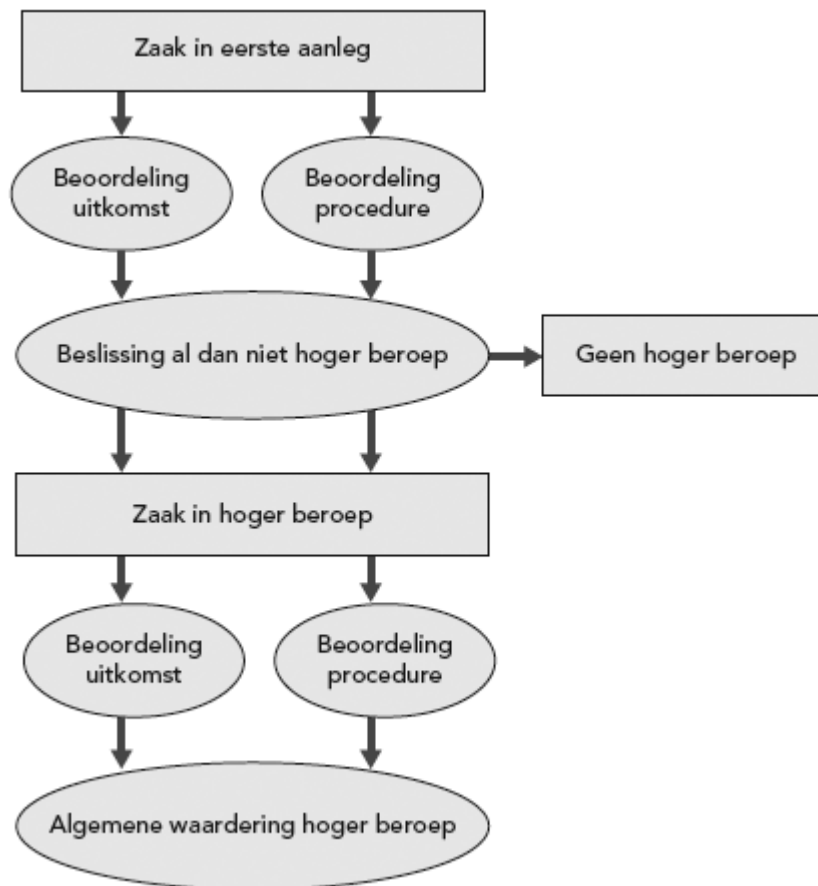 Zaak in eerste aanleg
Beoordeling
uitkomst
Beoordeling
procedure
Beslissing al dan niet hoger beroep
Geen hoger beroep
Zaak in hoger beroep
Beoordeling
uitkomst
Beoordeling
procedure
Algemene waardering hoger beroep